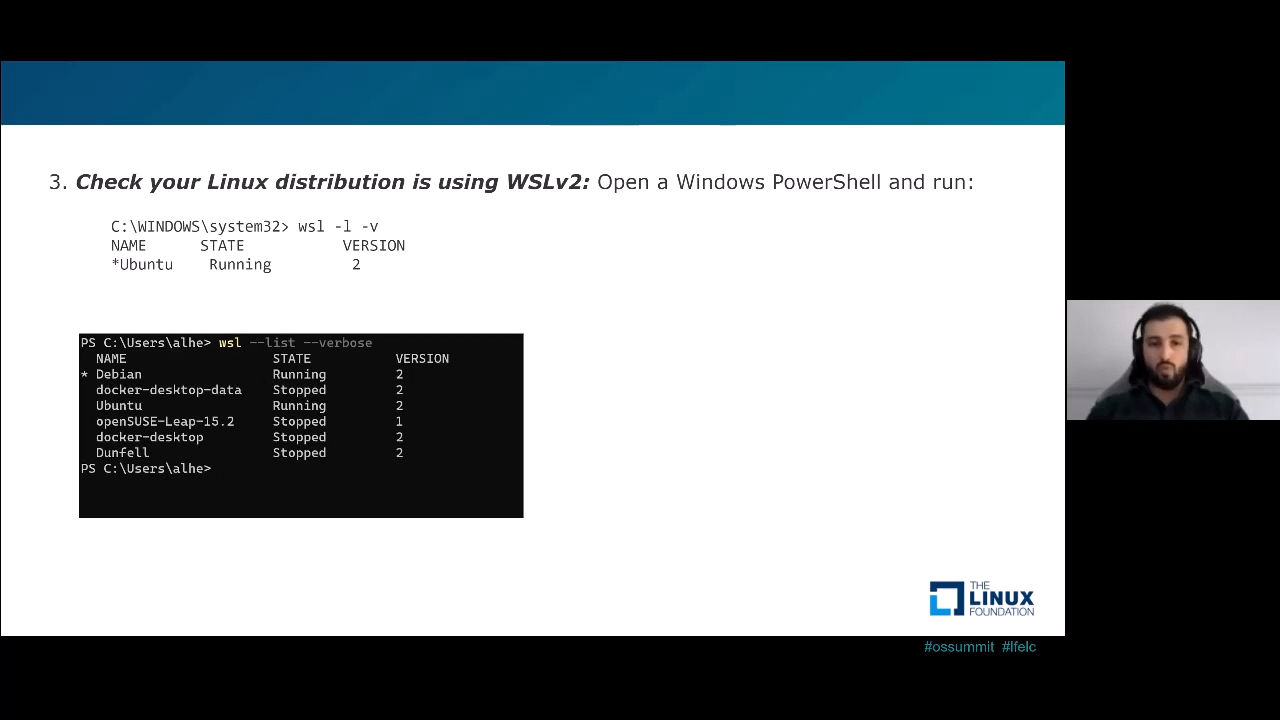 3. Check your Linux distribution is using WSLv2: Open a Windows PowerShell and run:
C:\WINDOWS\system32> wsl -l -v
NAME STATE VERSION
*Ubuntu Running 2
PS C:\Users\alhe> wsl --list --verbose
NAME STATE VERSION
* Debian Running 2
docker-desktop-data Stopped 2
Ubuntu Running 2
openSUSE-Leap-15.2 Stopped 1
docker-desktop Stopped 2
Dunfell Stopped 2
PS C:\Users\alhe>
THE
LINUX
FOUNDATION
#ossummit #lfelc